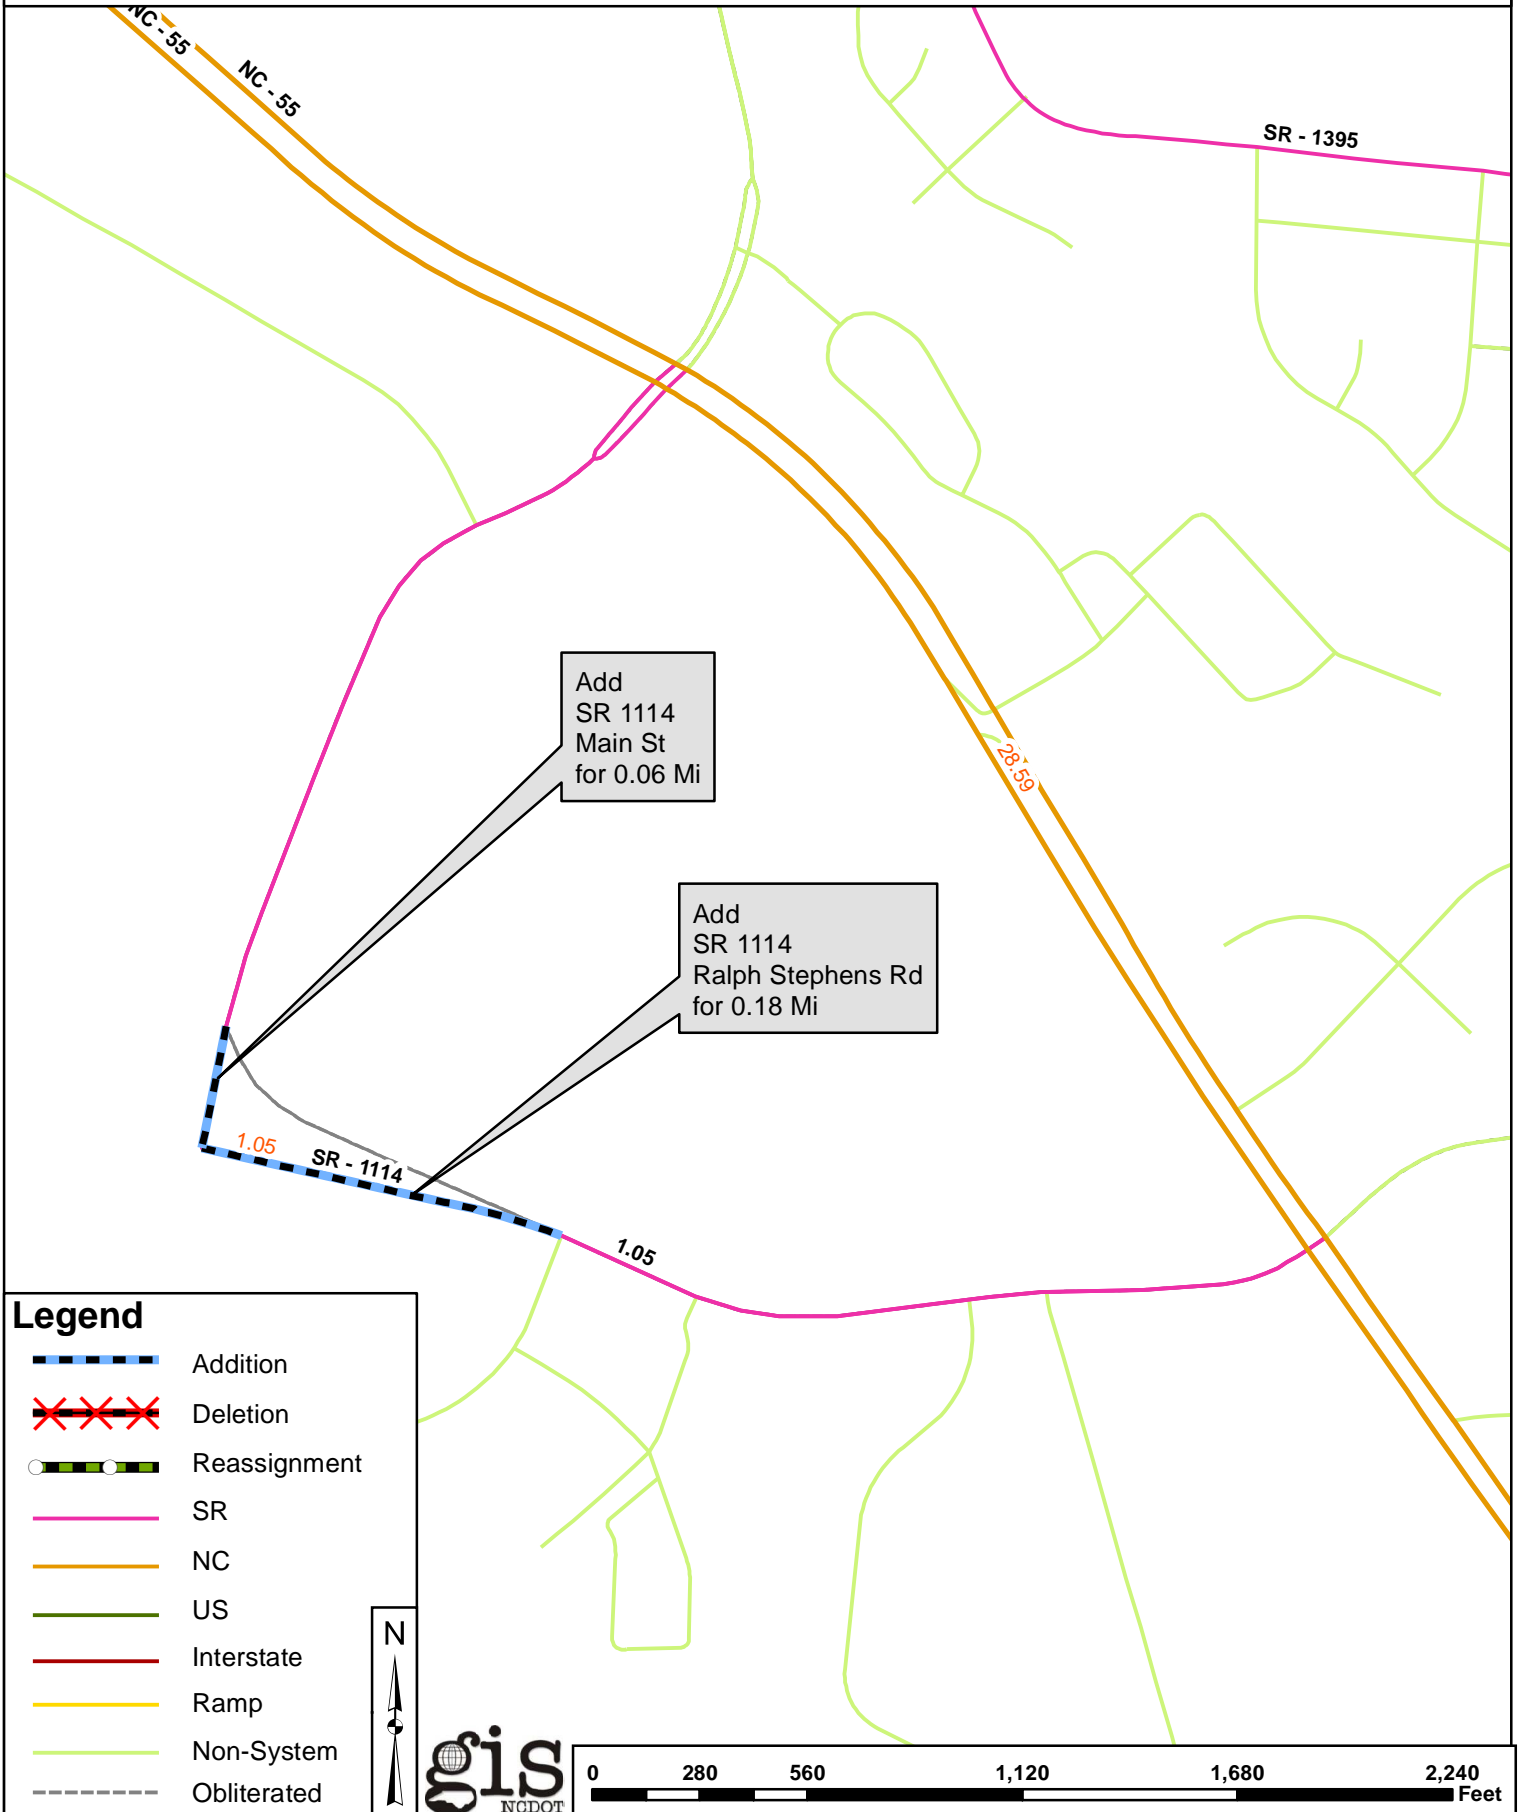 NC - 55
NC - 55
SR - 1395
Add
SR 1114
Main St
for 0.06 Mi
28.59
Add
SR 1114
Ralph Stephens Rd
for 0.18 Mi
1.05
SR - 1114
1.05
Legend
Addition
Deletion
Reassignment
SR
NC
US
Interstate
Ramp
Non-System
Obliterated
N
gis
NCDOT
0 280 560 1,120 1,680 2,240
Feet